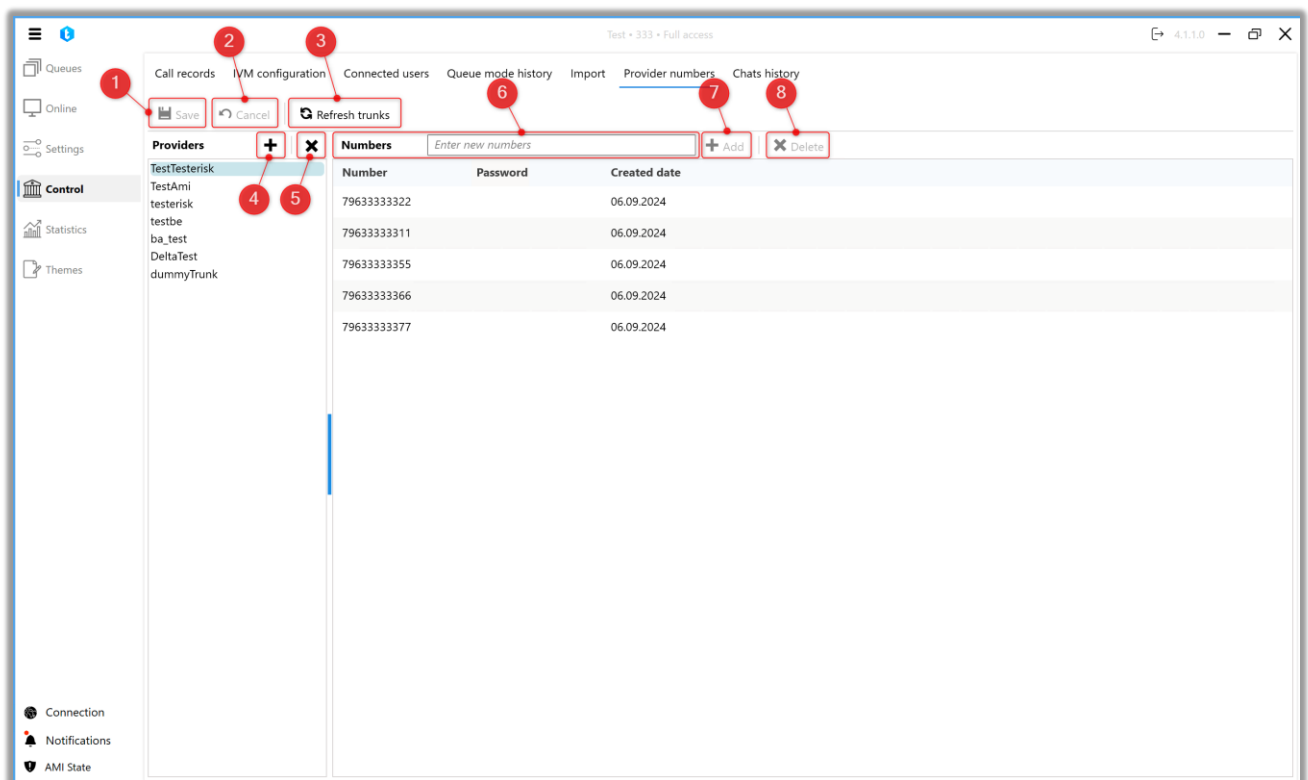 Test • 333 • Full access
4.1.1.0
1
2
3
4
5
6
7
8
Queues
Online
Settings
Control
Statistics
Themes
Connection
Notifications
AMI State
Call records
IVM configuration
Connected users
Queue mode history
Import
Provider numbers
Chats history
Save
Cancel
Refresh trunks
Providers
TestTesterisk
TestAmi
testerisk
testbe
ba_test
DeltaTest
dummyTrunk
Numbers
Enter new numbers
Add
Delete
Number Password Created date
79633333322 06.09.2024
79633333311 06.09.2024
79633333355 06.09.2024
79633333366 06.09.2024
79633333377 06.09.2024